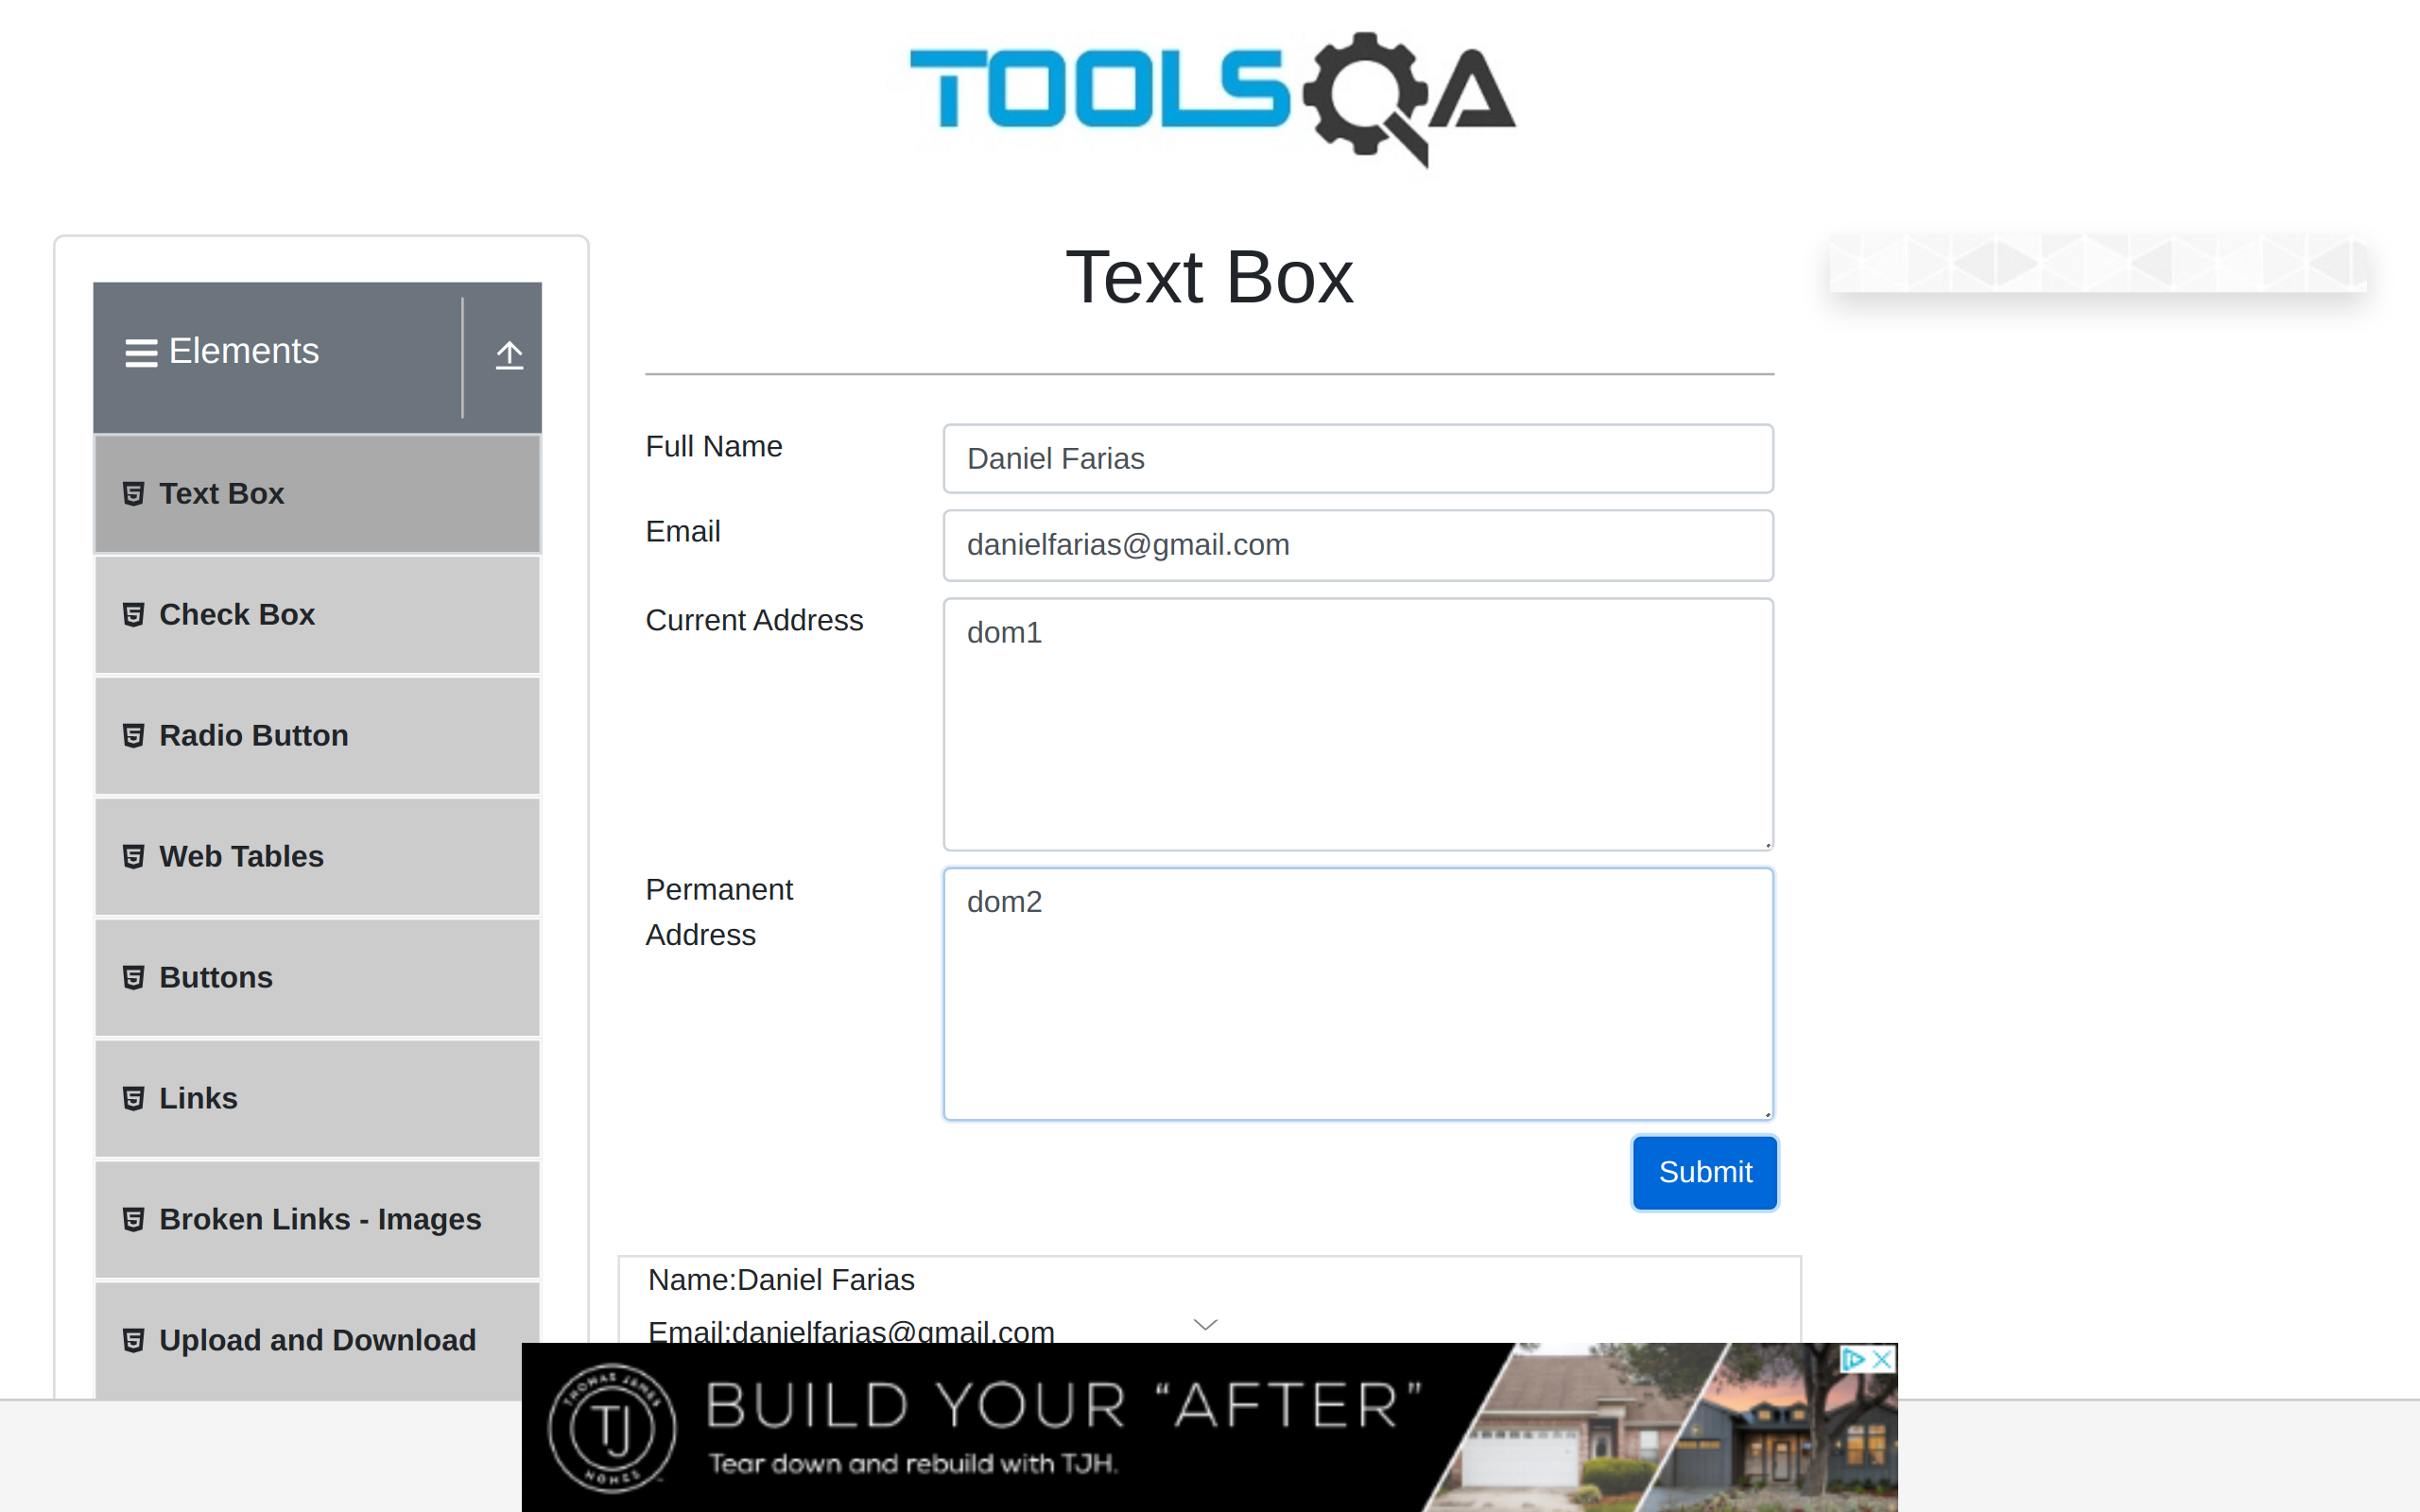 TOOLSQA
Text Box
Elements
Text Box
Check Box
Radio Button
Web Tables
Buttons
Links
Broken Links - Images
Upload and Download
Full Name
Daniel Farias
Email
danielfarias@gmail.com
Current Address
dom1
Permanent
Address
dom2
Submit
Name:Daniel Farias
Email:danielfarias@gmail.com
THOMAS JAMES
TJ
HOMES
BUILD YOUR “AFTER”
Tear down and rebuild with TJH.